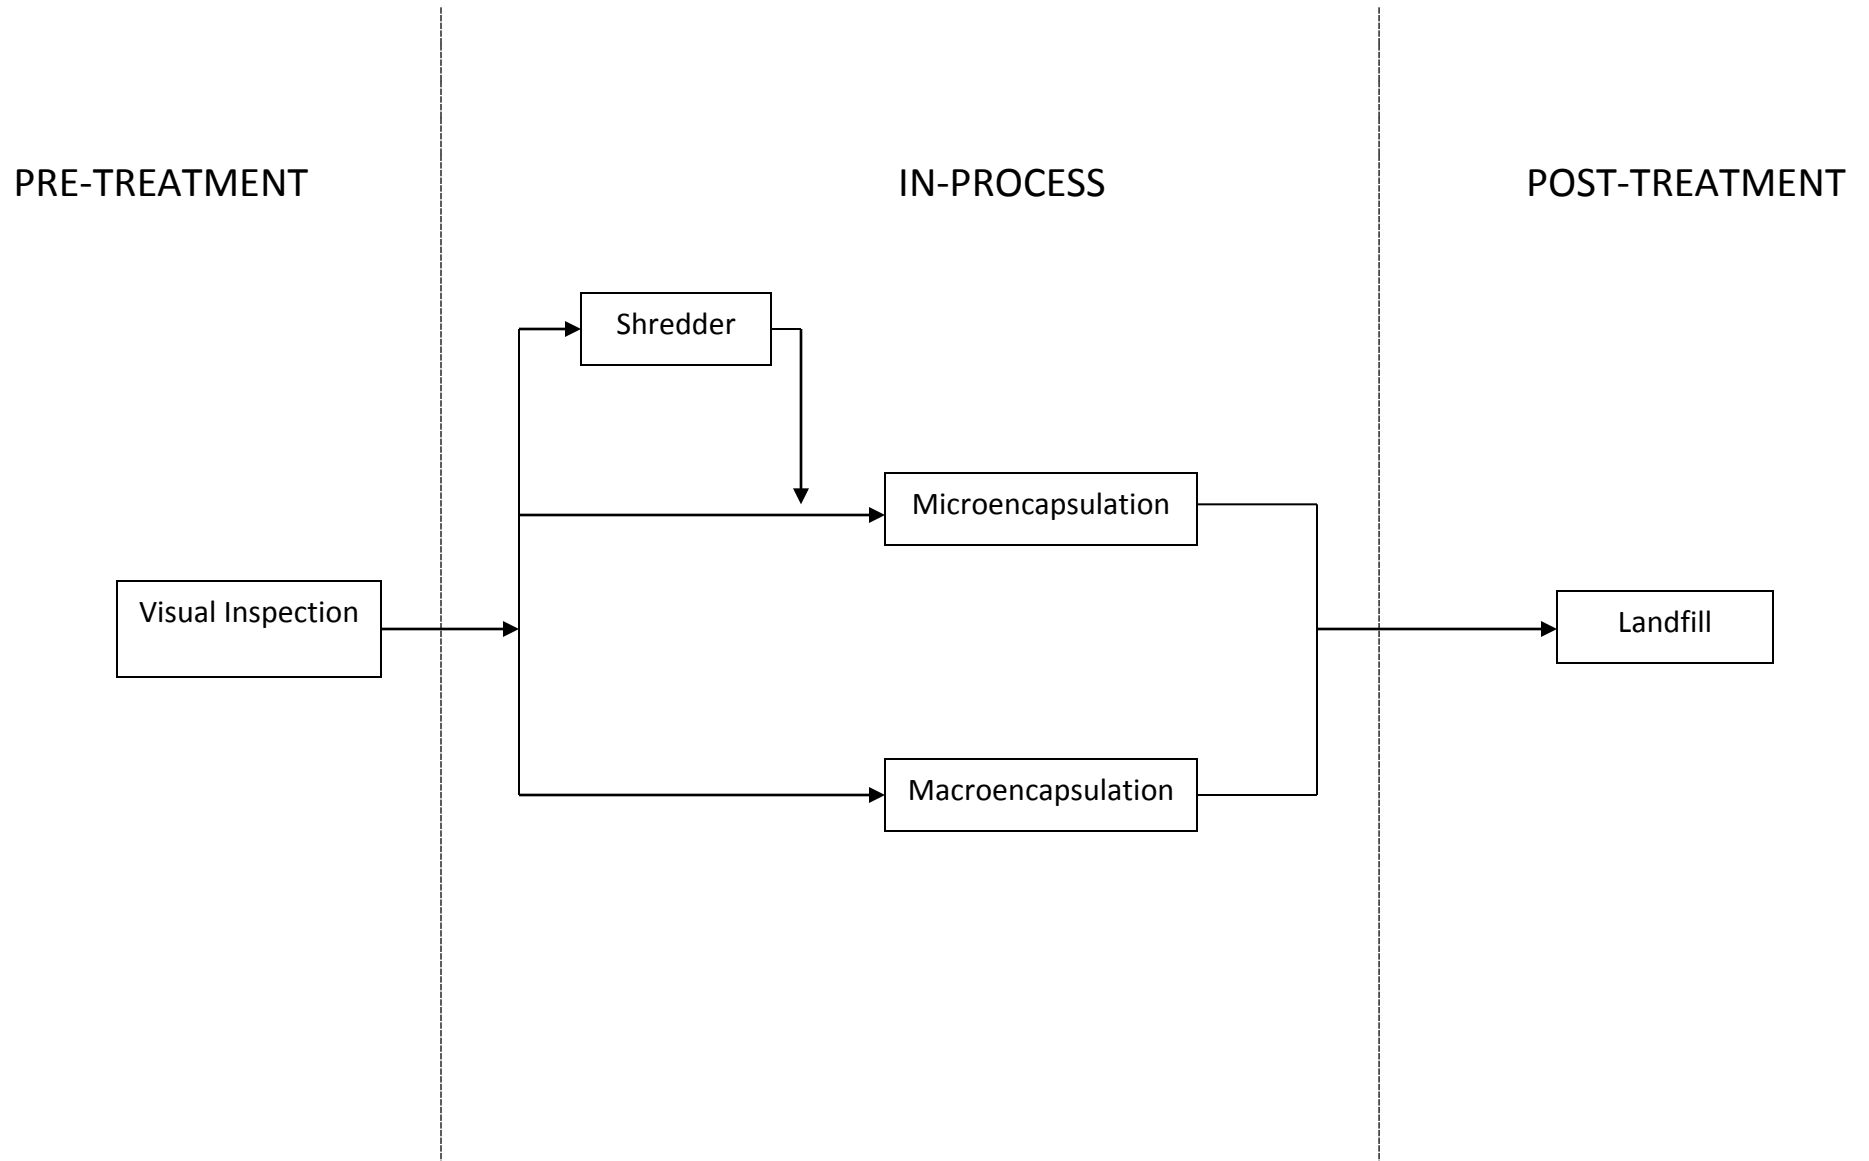 PRE-TREATMENT
IN-PROCESS
POST-TREATMENT
Shredder
Microencapsulation
Visual Inspection
Landfill
Macroencapsulation